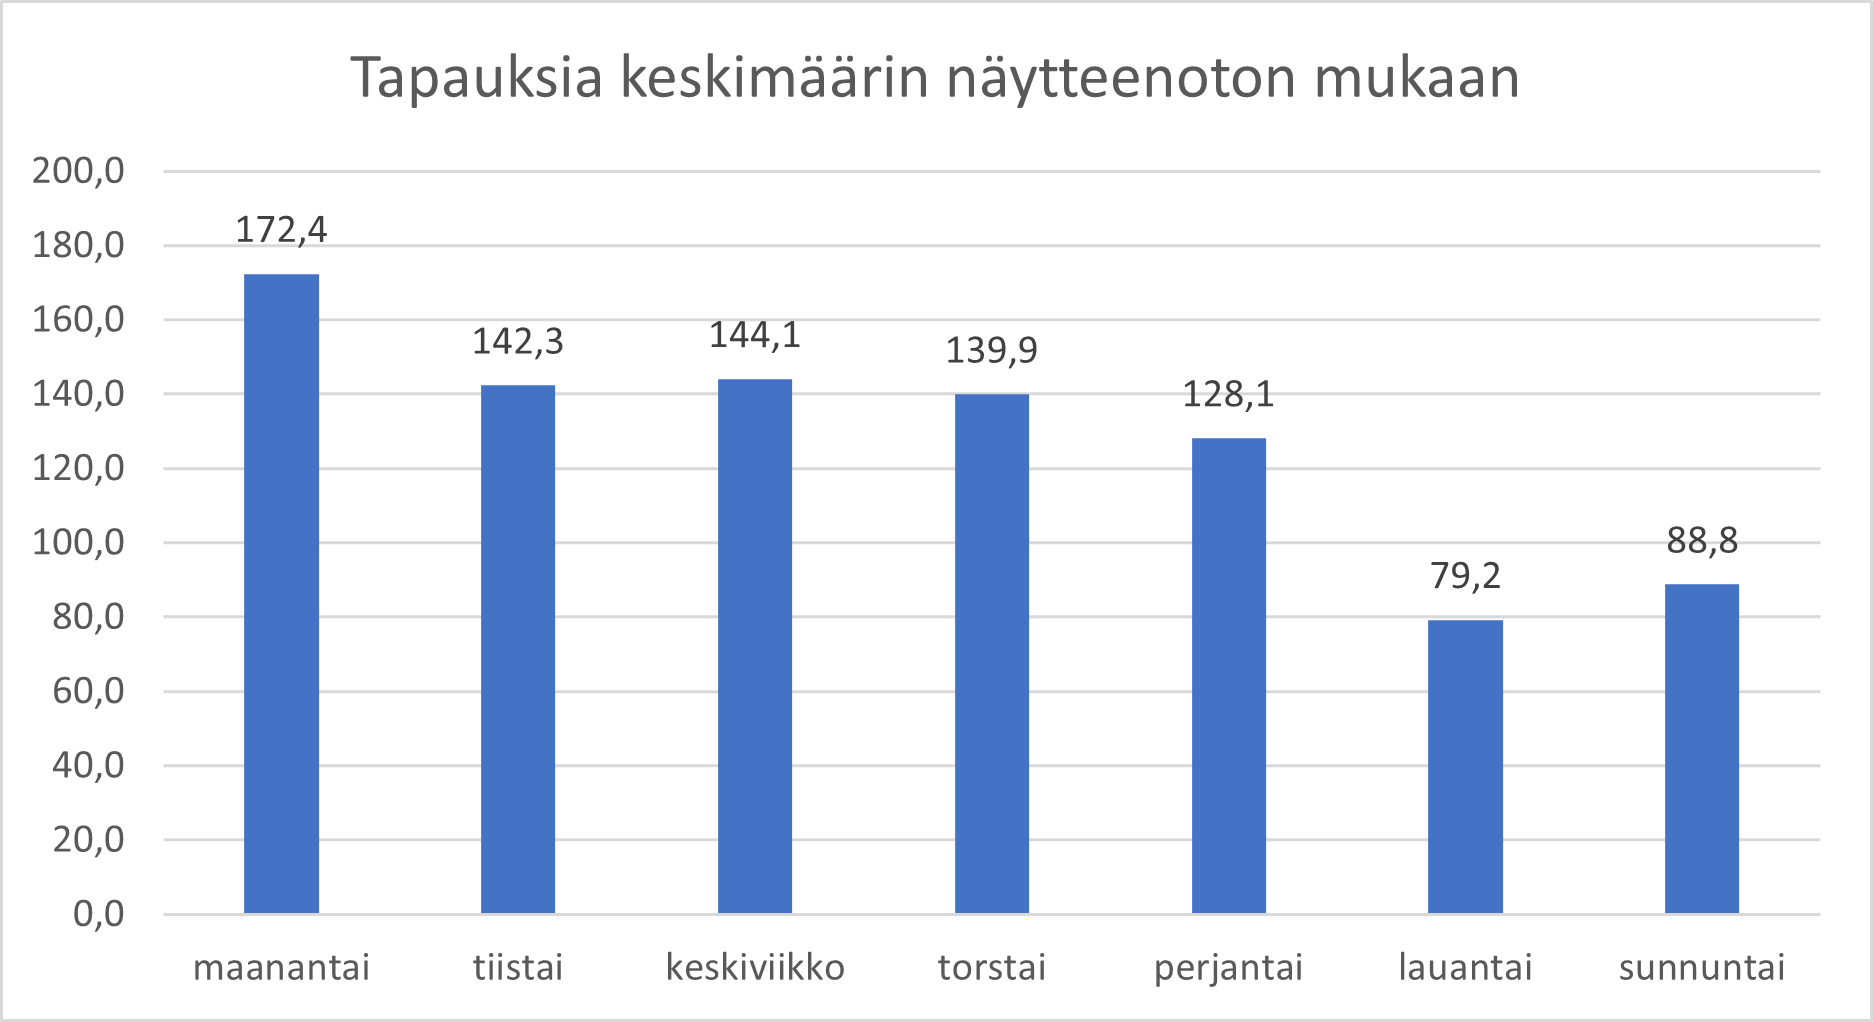 Tapauksia keskimäärin näytteenoton mukaan
200,0
180,0
160,0
140,0
120,0
100,0
80,0
60,0
40,0
20,0
0,0
172,4
142,3
144,1
139,9
128,1
79,2
88,8
maanantai
tiistai
keskiviikko
torstai
perjantai
lauantai
sunnuntai